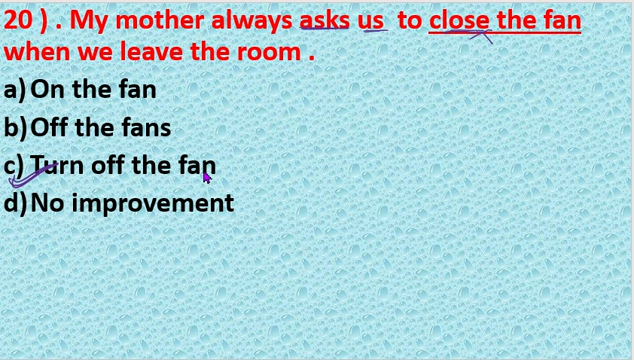 20 ) . My mother always asks us to close the fan
when we leave the room .
a) On the fan
b) Off the fans
c) Turn off the fan
d) No improvement